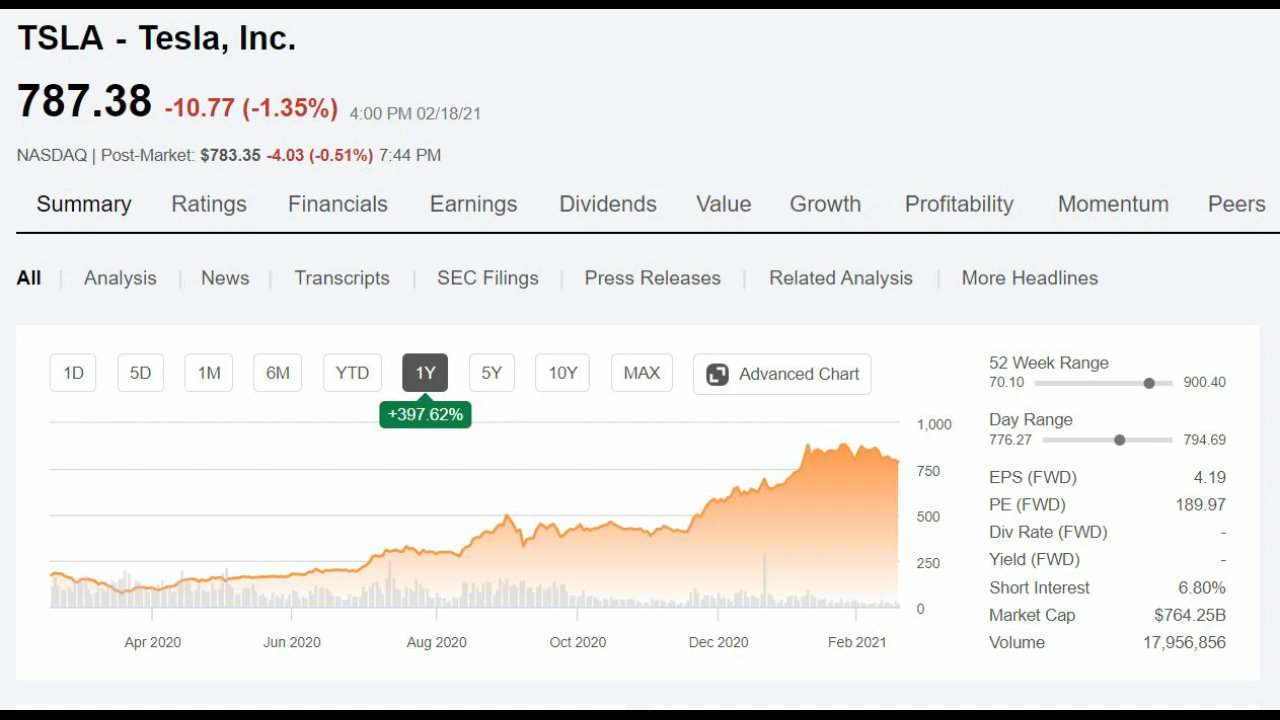 TSLA - Tesla, Inc.
787.38 -10.77 (-1.35%) 4:00 PM 02/18/21
NASDAQ | Post-Market: $783.35 -4.03 (-0.51%) 7:44 PM
Summary Ratings Financials Earnings Dividends Value Growth Profitability Momentum Peers
All | Analysis | News | Transcripts | SEC Filings | Press Releases | Related Analysis | More Headlines
1D 5D 1M 6M YTD 1Y 5Y 10Y MAX Advanced Chart
+397.62%
1,000
750
500
250
0
Apr 2020 Jun 2020 Aug 2020 Oct 2020 Dec 2020 Feb 2021
52 Week Range
70.10 900.40
Day Range
776.27 794.69
EPS (FWD) 4.19
PE (FWD) 189.97
Div Rate (FWD) -
Yield (FWD) -
Short Interest 6.80%
Market Cap $764.25B
Volume 17,956,856